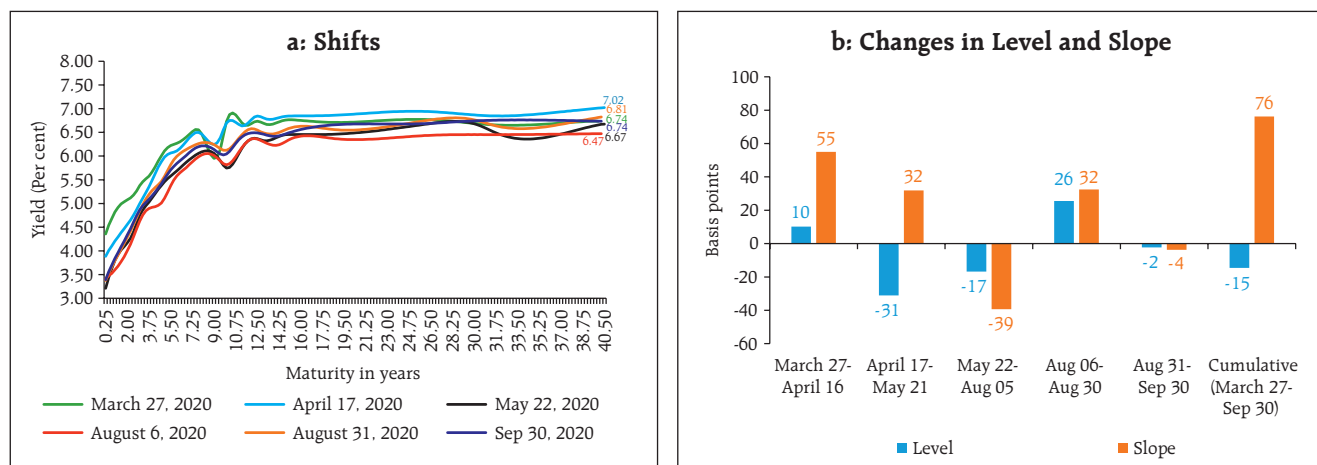 a: Shifts
8.00
7.50
7.00
6.50
6.00
5.50
5.00
4.50
4.00
3.50
3.00
Yield (Per cent)
7.02
6.81
6.74
6.74
6.47
6.67
0.25
2.00
3.75
5.50
7.25
9.00
10.75
12.50
14.25
16.00
17.75
19.50
21.25
23.00
24.75
26.50
28.25
30.00
31.75
33.50
35.25
37.00
38.75
40.50
Maturity in years
March 27, 2020 April 17, 2020 May 22, 2020
August 6, 2020 August 31, 2020 Sep 30, 2020
b: Changes in Level and Slope
100
80
60
40
20
0
-20
-40
-60
Basis points
10
55
-31
32
-17
-39
26
32
-2
-4
-15
76
March 27-
April 16
April 17-
May 21
May 22-
Aug 05
Aug 06-
Aug 30
Aug 31-
Sep 30
Cumulative
(March 27-
Sep 30)
Level Slope